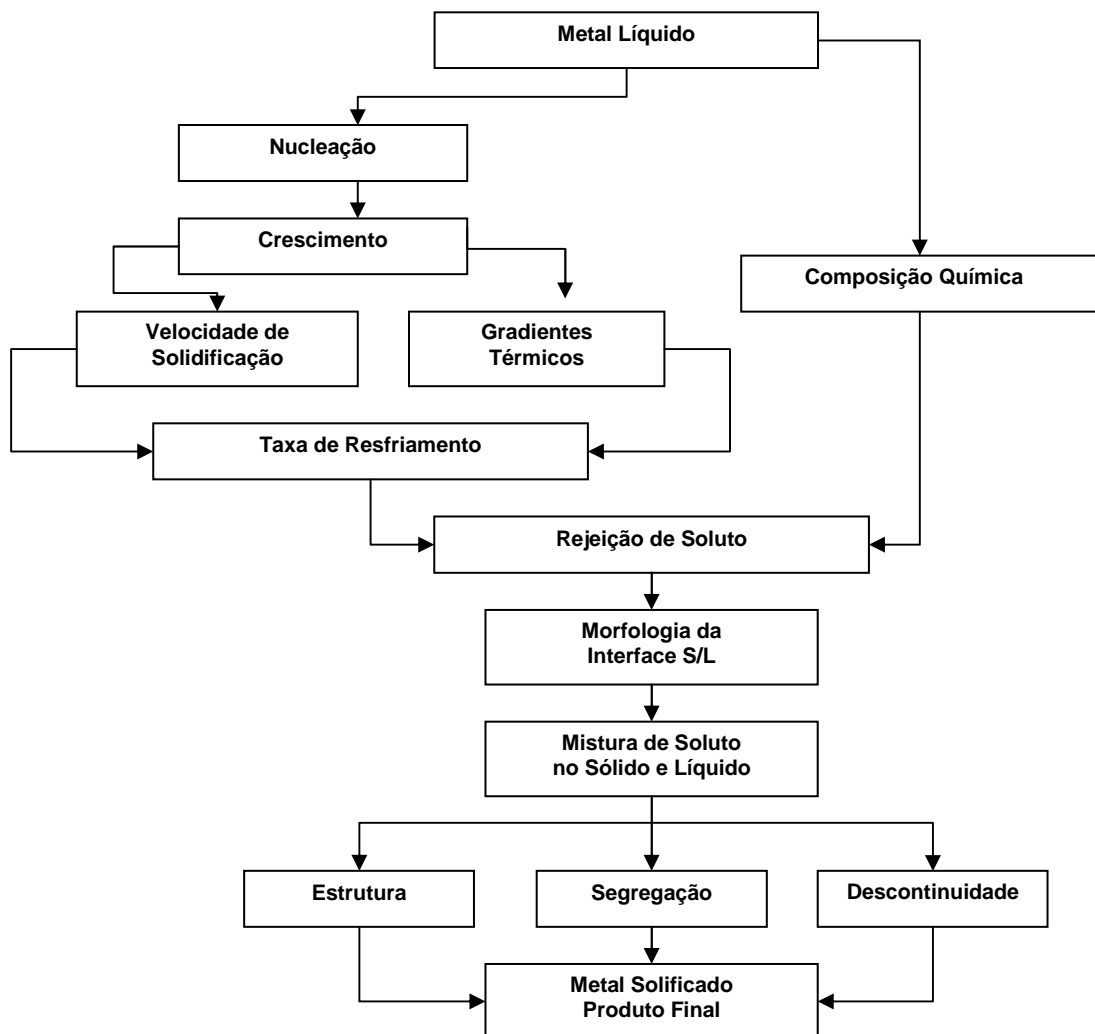 Metal Líquido
Nucleação
Crescimento
Composição Química
Velocidade de
Solidificação
Gradientes
Térmicos
Taxa de Resfriamento
Rejeição de Soluto
Morfologia da
Interface S/L
Mistura de Soluto
no Sólido e Líquido
Estrutura
Segregação
Descontinuidade
Metal Solificado
Produto Final